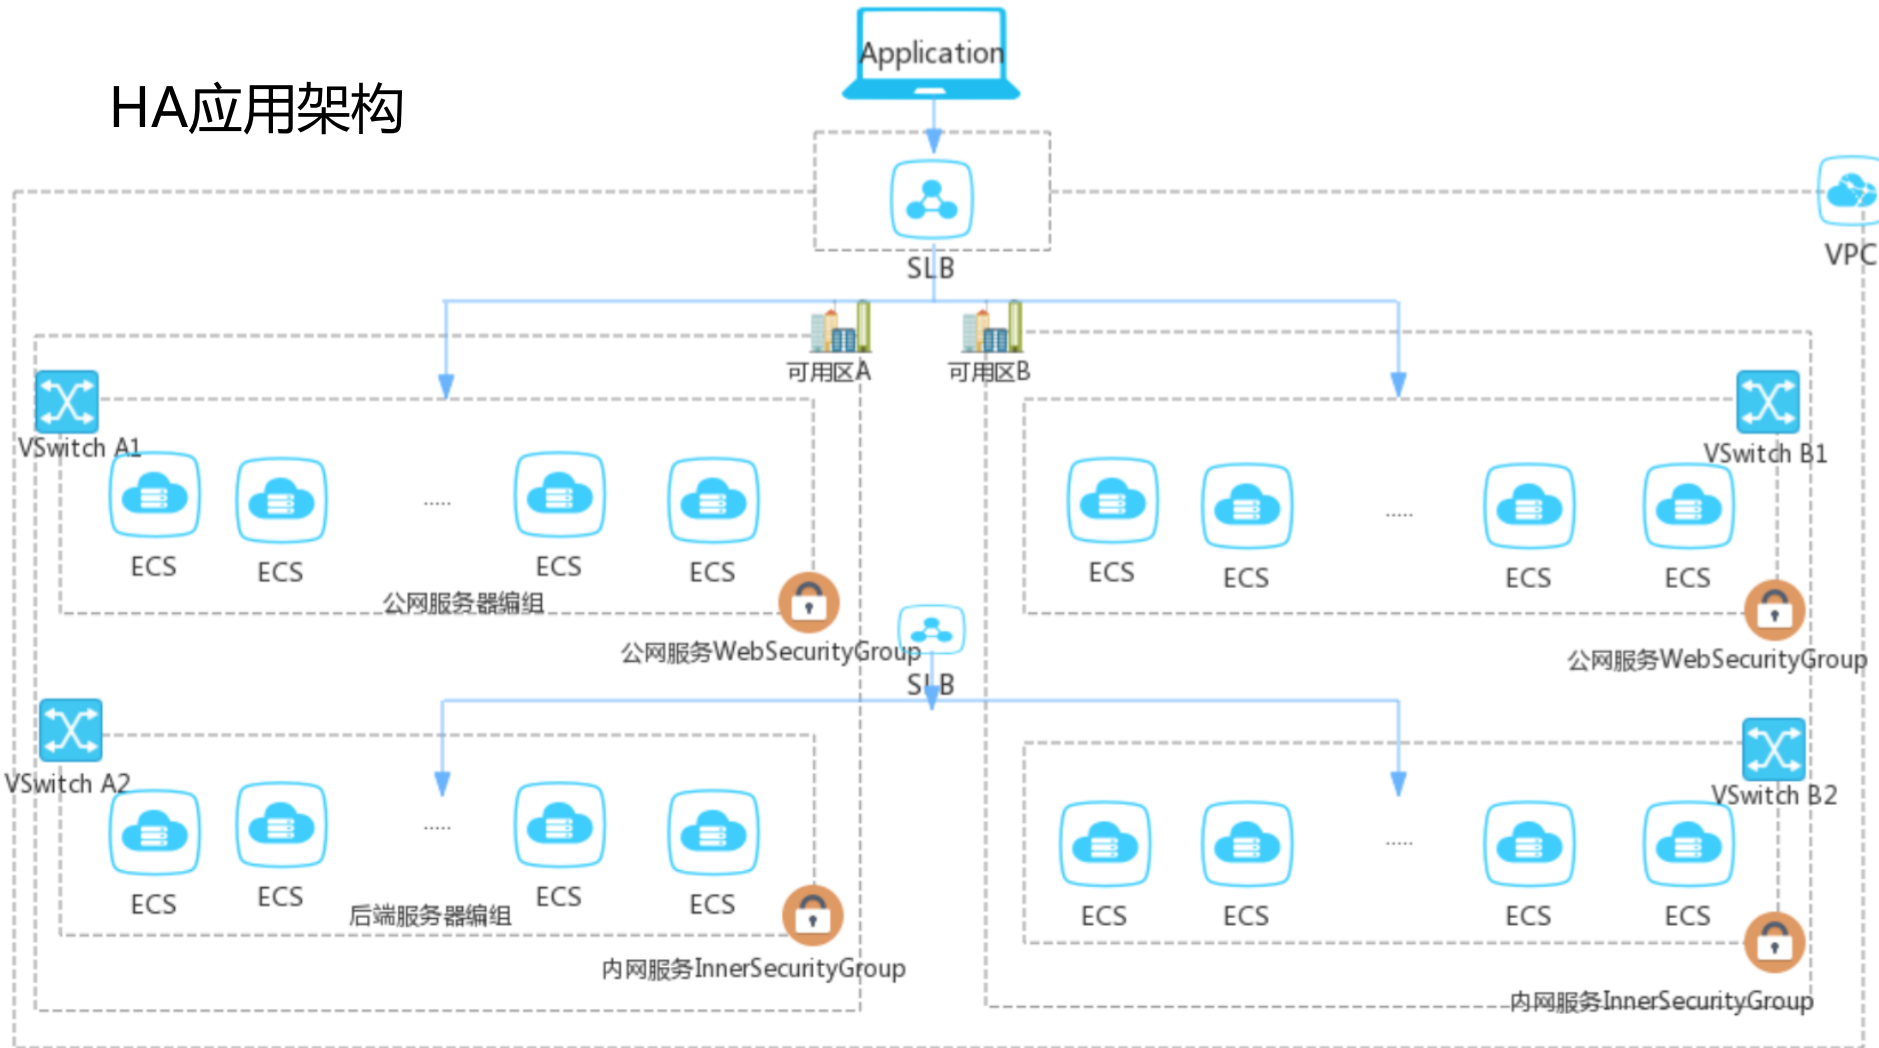 Application
HA应用架构
SLB
VPC
可用区A
可用区B
VSwitch A1
VSwitch B1
ECS
ECS
.....
ECS
ECS
ECS
ECS
.....
ECS
ECS
公网服务器编组
公网服务WebSecurityGroup
公网服务WebSecurityGroup
SLB
VSwitch A2
VSwitch B2
ECS
ECS
.....
ECS
ECS
ECS
ECS
.....
ECS
ECS
后端服务器编组
内网服务InnerSecurityGroup
内网服务InnerSecurityGroup